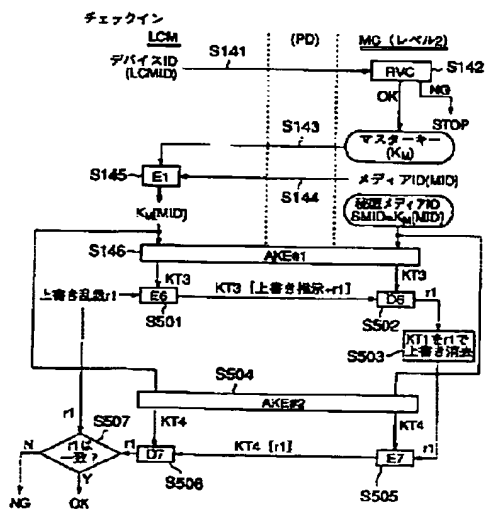 チェックイン
LCM
(PD)
MC (レベル2)
デバイスID
(LCMID)
S141
RVC
S142
OK
NG
STOP
S143
マスターキー
(KM)
S145
E1
S144
メディアID(MID)
KM[MID]
秘匿メディアID
SMID=KM[MID]
S146
AKE#1
KT3
KT3
上書き乱数r1
E6
KT3 [上書き指示+r1]
D6
r1
S501
S502
S503
KT1をr1で
上書き消去
S504
AKE#2
r1
S507
KT4
KT4
N
r1は
一致?
r1
D7
KT4 [r1]
E7
r1
Y
S506
S505
NG
OK